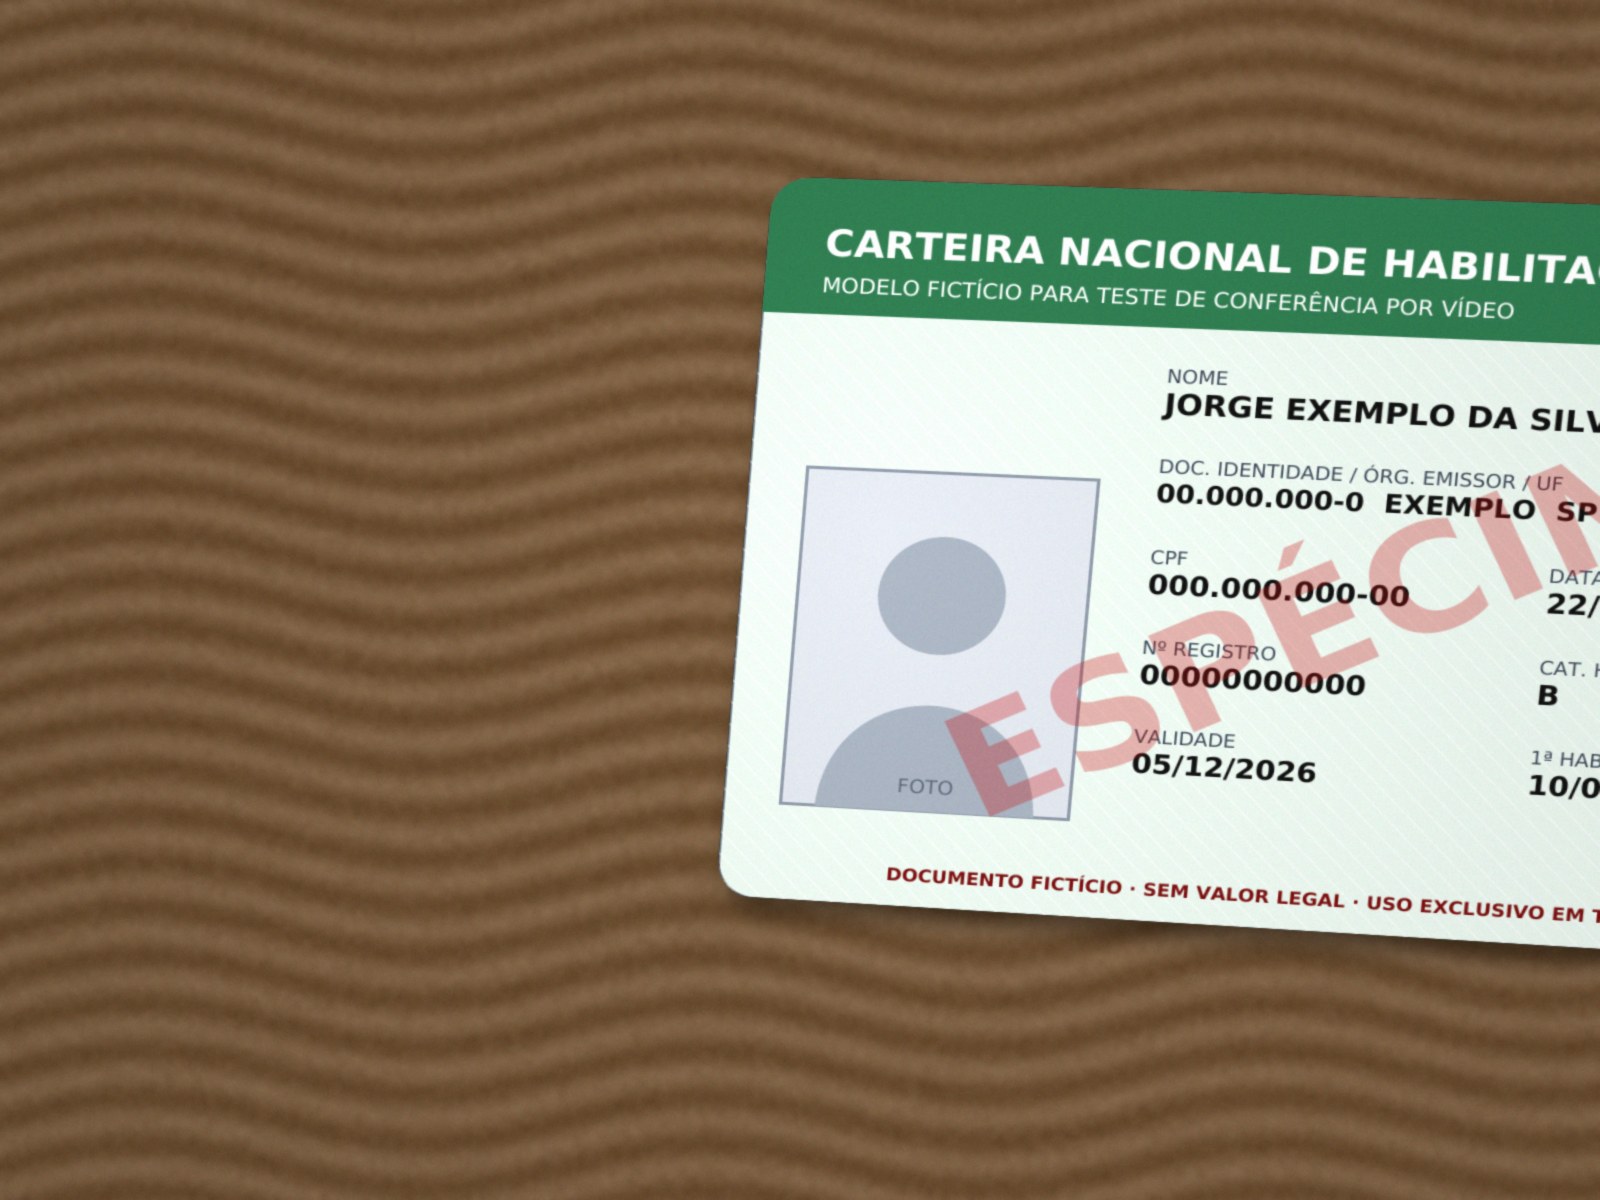 CARTEIRA NACIONAL DE HABILITA
MODELO FICTÍCIO PARA TESTE DE CONFERÊNCIA POR VÍDEO
NOME
JORGE EXEMPLO DA SILV
DOC. IDENTIDADE / ÓRG. EMISSOR / UF
00.000.000-0 EXEMPLO SP
CPF
000.000.000-00
DATA
22/
Nº REGISTRO
00000000000
CAT. H
B
VALIDADE
05/12/2026
1ª HAB
10/0
FOTO
ESPÉCIM
DOCUMENTO FICTÍCIO · SEM VALOR LEGAL · USO EXCLUSIVO EM T